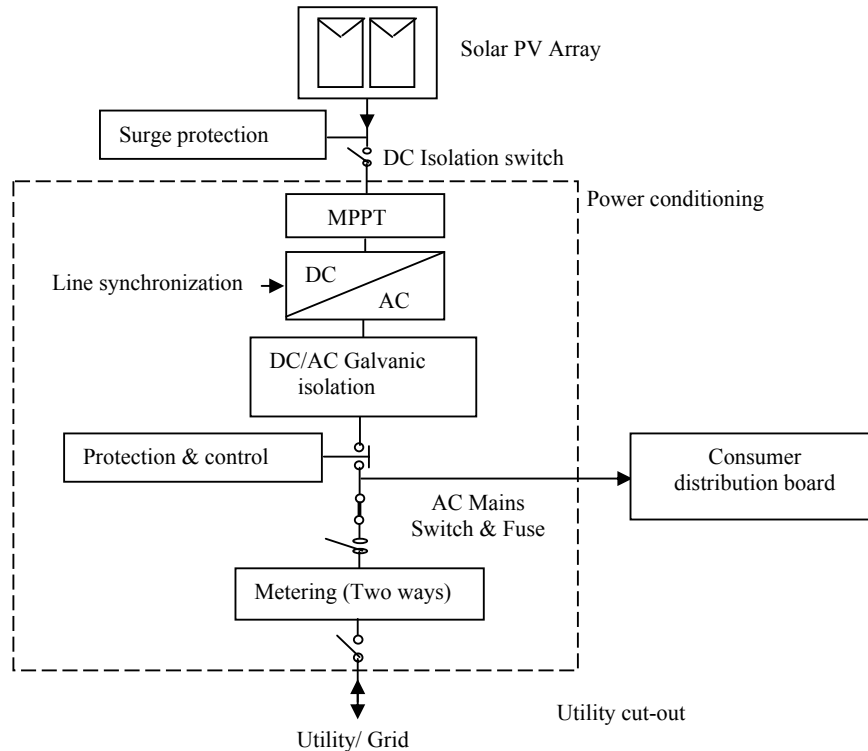 Solar PV Array
Surge protection
DC Isolation switch
Power conditioning
MPPT
DC
Line synchronization
AC
DC/AC Galvanic
isolation
Protection & control
Consumer
distribution board
AC Mains
Switch & Fuse
Metering (Two ways)
Utility cut-out
Utility/ Grid